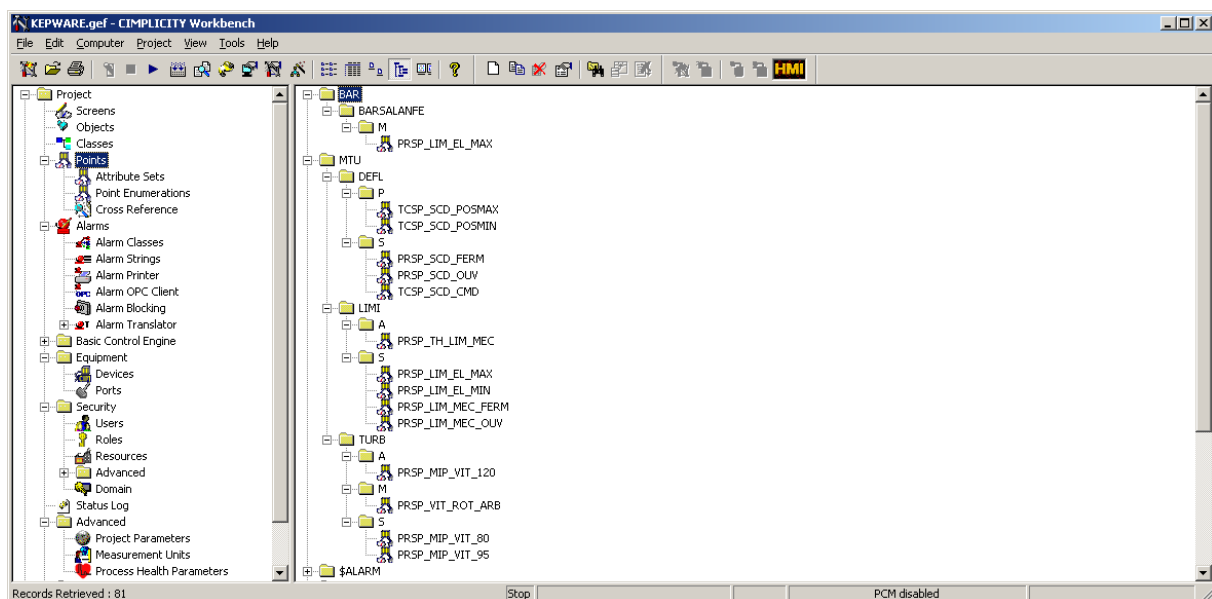 KEPWARE.gef - CIMPLICITY Workbench
File Edit Computer Project View Tools Help
HMI
Project
Screens
Objects
Classes
Points
Attribute Sets
Point Enumerations
Cross Reference
Alarms
Alarm Classes
Alarm Strings
Alarm Printer
OPC Alarm OPC Client
Alarm Blocking
Alarm Translator
Basic Control Engine
Equipment
Devices
Ports
Security
Users
Roles
Resources
Advanced
Domain
Status Log
Advanced
Project Parameters
Measurement Units
Process Health Parameters
BAR
BARSALANFE
M
PRSP_LIM_EL_MAX
MTU
DEFL
P
TCSP_SCD_POSMAX
TCSP_SCD_POSMIN
S
PRSP_SCD_FERM
PRSP_SCD_OUV
TCSP_SCD_CMD
LIMI
A
PRSP_TH_LIM_MEC
S
PRSP_LIM_EL_MAX
PRSP_LIM_EL_MIN
PRSP_LIM_MEC_FERM
PRSP_LIM_MEC_OUV
TURB
A
PRSP_MIP_VIT_120
M
PRSP_VIT_ROT_ARB
S
PRSP_MIP_VIT_80
PRSP_MIP_VIT_95
$ALARM
Records Retrieved : 81 Stop PCM disabled